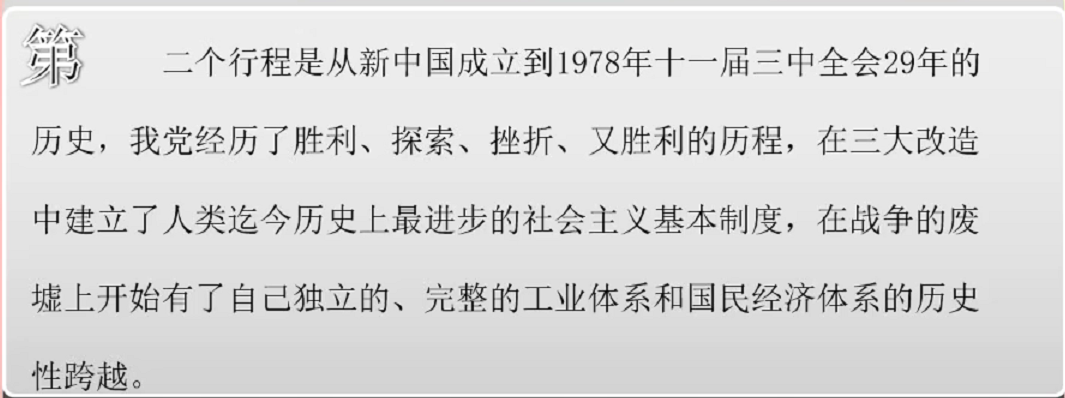 第二个行程是从新中国成立到1978年十一届三中全会29年的
历史，我党经历了胜利、探索、挫折、又胜利的历程，在三大改造
中建立了人类迄今历史上最进步的社会主义基本制度，在战争的废
墟上开始有了自己独立的、完整的工业体系和国民经济体系的历史
性跨越。